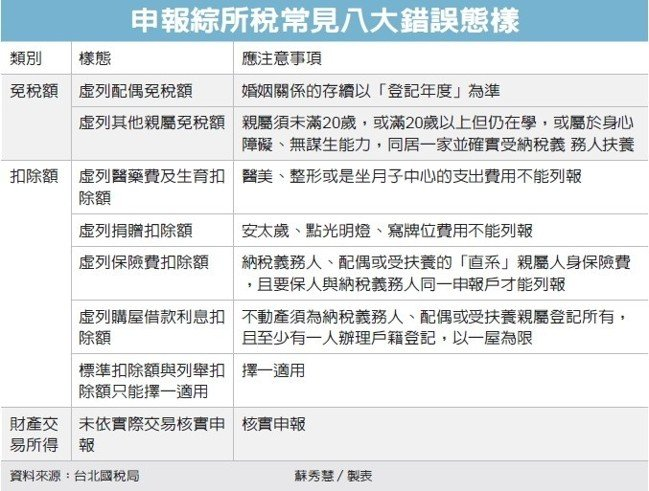 申報綜所稅常見八大錯誤態樣
類別 樣態 應注意事項
免稅額 虛列配偶免稅額 婚姻關係的存續以「登記年度」為準
虛列其他親屬免稅額 親屬須未滿20歲，或滿20歲以上但仍在學，或屬於身心
障礙、無謀生能力，同居一家並確實受納稅義 務人扶養
扣除額 虛列醫藥費及生育扣 醫美、整形或是坐月子中心的支出費用不能列報
除額
虛列捐贈扣除額 安太歲、點光明燈、寫牌位費用不能列報
虛列保險費扣除額 納稅義務人、配偶或受扶養的「直系」親屬人身保險費
，且要保人與納稅義務人同一申報戶才能列報
虛列購屋借款利息扣 不動產須為納稅義務人、配偶或受扶養親屬登記所有，
除額 且至少有一人辦理戶籍登記，以一屋為限
標準扣除額與列舉扣 擇一適用
除額只能擇一適用
財產交 未依實際交易核實申 核實申報
易所得 報
資料來源：台北國稅局 蘇秀慧／製表